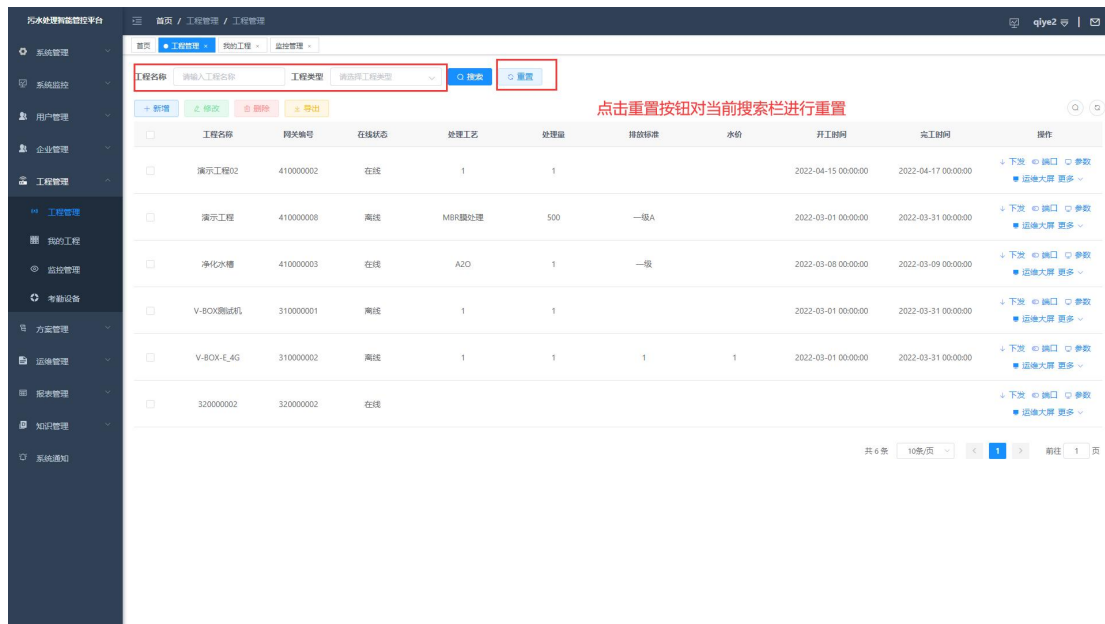 污水处理智能管控平台
首页 / 工程管理 / 工程管理
qiye2
系统管理
系统监控
用户管理
企业管理
工程管理
工程管理
我的工程
监控管理
考勤设备
方案管理
运维管理
报表管理
知识管理
系统通知
首页 工程管理 × 我的工程 × 监控管理 ×
工程名称 请输入工程名称 工程类型 请选择工程类型 搜索 重置
+ 新增 修改 删除 导出
点击重置按钮对当前搜索栏进行重置
工程名称 网关编号 在线状态 处理工艺 处理量 排放标准 水价 开工时间 完工时间 操作
演示工程02 410000002 在线 1 1 2022-04-15 00:00:00 2022-04-17 00:00:00 下发 端口 参数
运维大屏 更多
演示工程 410000008 离线 MBR膜处理 500 一级A 2022-03-01 00:00:00 2022-03-31 00:00:00 下发 端口 参数
运维大屏 更多
净化水槽 410000003 在线 A2O 1 一级 2022-03-08 00:00:00 2022-03-09 00:00:00 下发 端口 参数
运维大屏 更多
V-BOX测试机 310000001 离线 1 1 2022-03-01 00:00:00 2022-03-31 00:00:00 下发 端口 参数
运维大屏 更多
V-BOX-E_4G 310000002 离线 1 1 1 1 2022-03-01 00:00:00 2022-03-31 00:00:00 下发 端口 参数
运维大屏 更多
320000002 320000002 在线 下发 端口 参数
运维大屏 更多
共 6 条 10条/页 < 1 > 前往 1 页